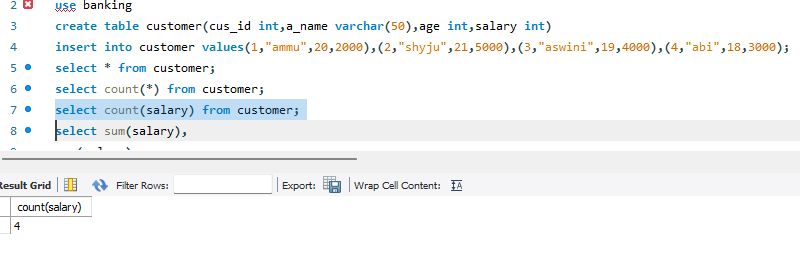 2 use banking
3 create table customer(cus_id int,a_name varchar(50),age int,salary int)
4 insert into customer values(1,"ammu",20,2000),(2,"shyju",21,5000),(3,"aswini",19,4000),(4,"abi",18,3000);
5 select * from customer;
6 select count(*) from customer;
7 select count(salary) from customer;
8 select sum(salary),
Result Grid Filter Rows: Export: Wrap Cell Content: IA
count(salary)
4